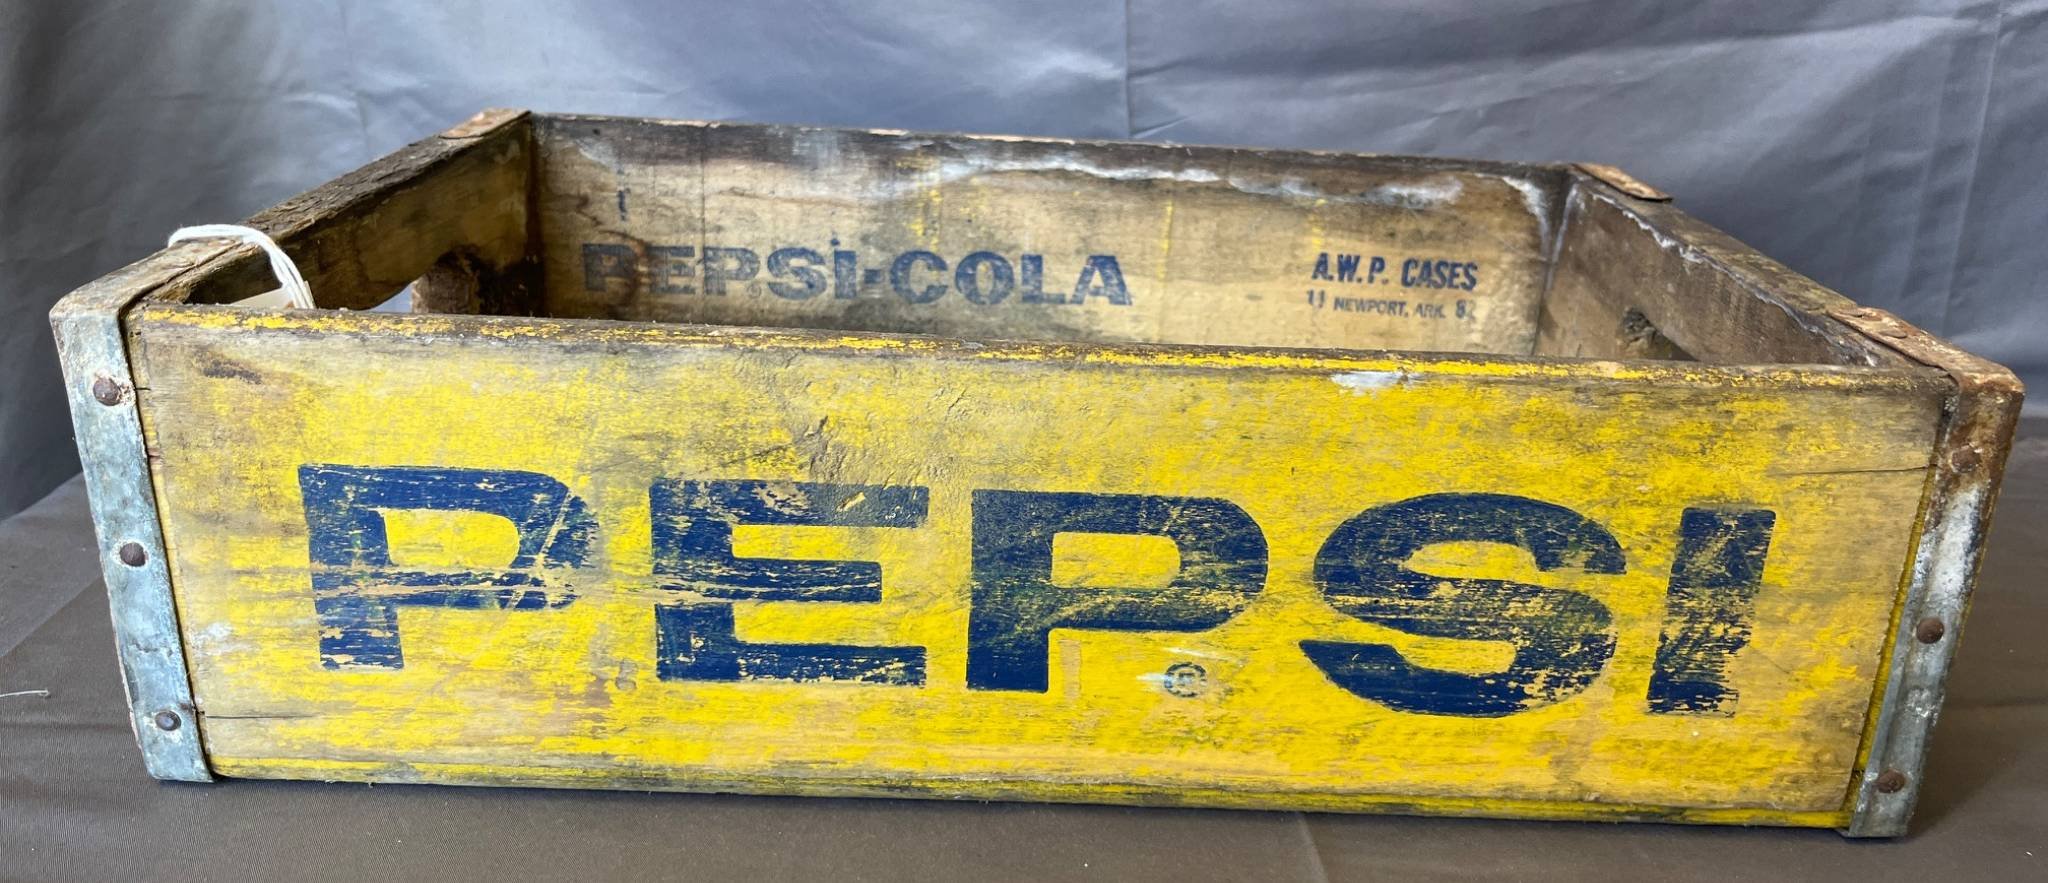 PEPSI-COLA
®
A.W.P. CASES
11 NEWPORT, ARK. 82
PEPSI
®